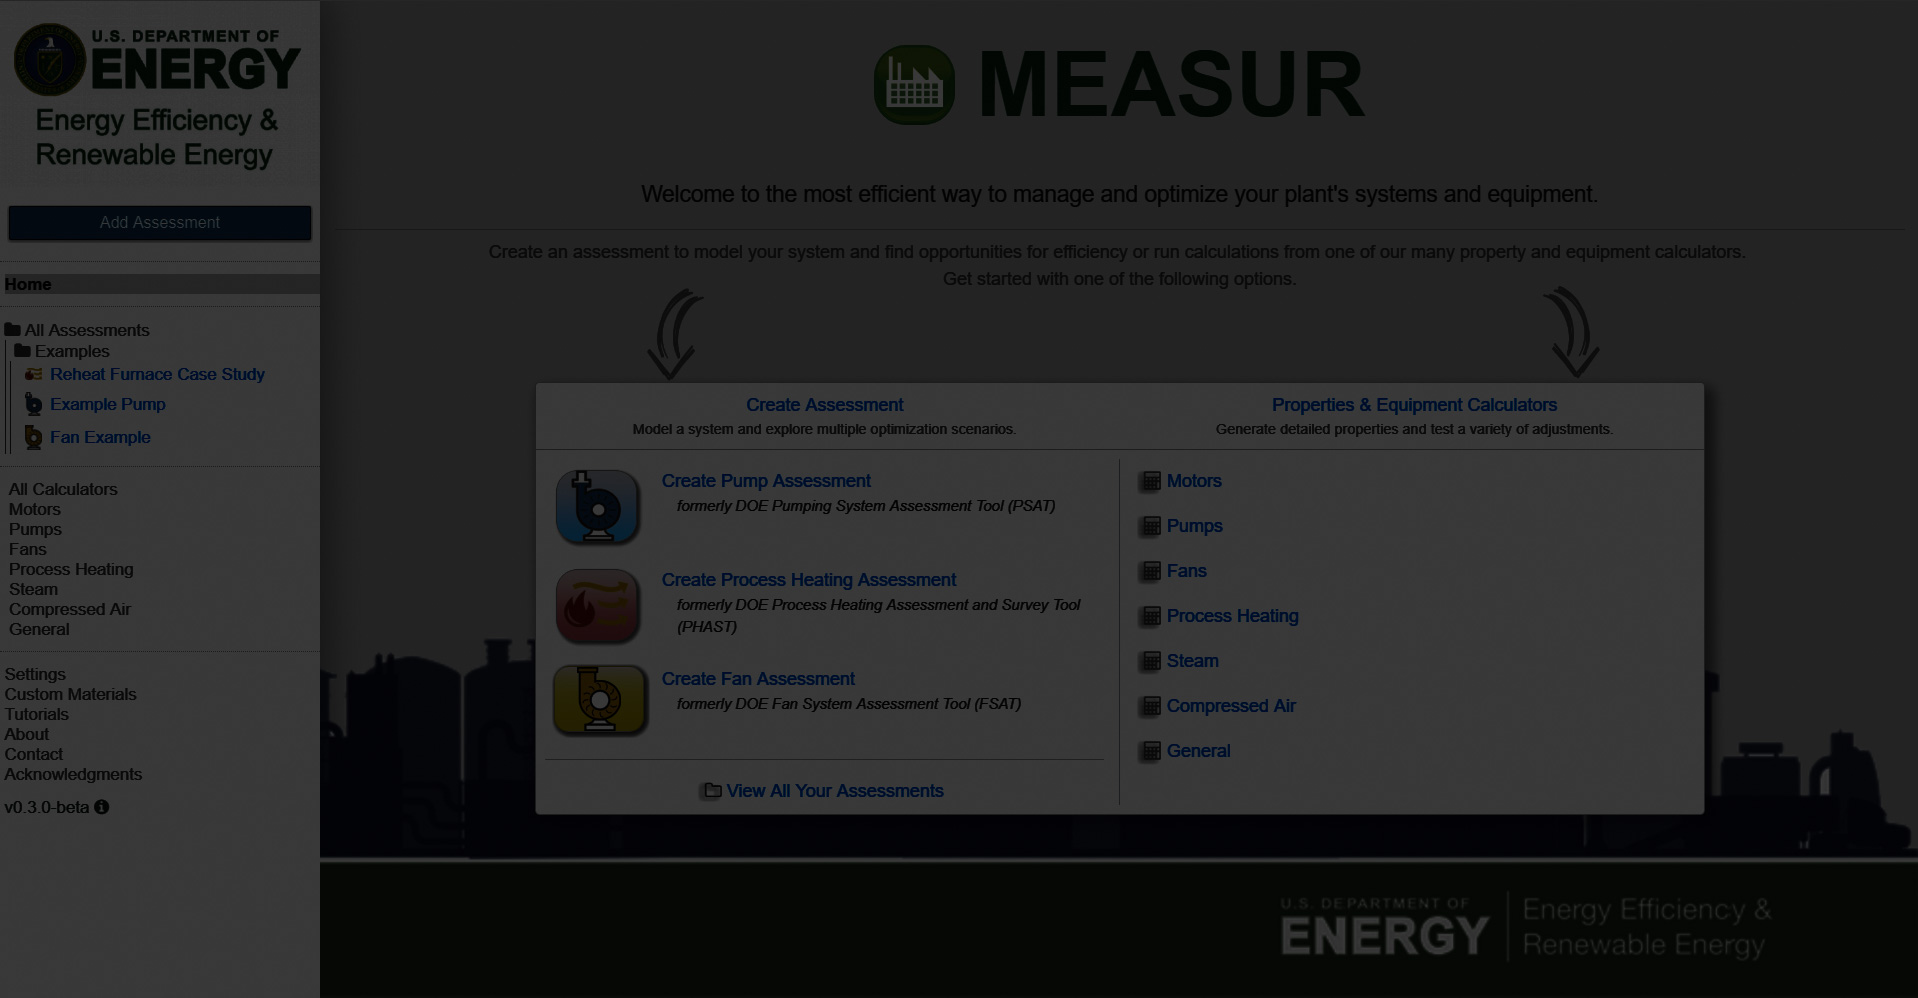 U.S. DEPARTMENT OF
ENERGY
Energy Efficiency &
Renewable Energy
Add Assessment
Home
All Assessments
Examples
Reheat Furnace Case Study
Example Pump
Fan Example
All Calculators
Motors
Pumps
Fans
Process Heating
Steam
Compressed Air
General
Settings
Custom Materials
Tutorials
About
Contact
Acknowledgments
v0.3.0-beta
MEASUR
Welcome to the most efficient way to manage and optimize your plant's systems and equipment.
Create an assessment to model your system and find opportunities for efficiency or run calculations from one of our many property and equipment calculators.
Get started with one of the following options.
Create Assessment
Model a system and explore multiple optimization scenarios.
Create Pump Assessment
formerly DOE Pumping System Assessment Tool (PSAT)
Create Process Heating Assessment
formerly DOE Process Heating Assessment and Survey Tool
(PHAST)
Create Fan Assessment
formerly DOE Fan System Assessment Tool (FSAT)
View All Your Assessments
Properties & Equipment Calculators
Generate detailed properties and test a variety of adjustments.
Motors
Pumps
Fans
Process Heating
Steam
Compressed Air
General
U.S. DEPARTMENT OF
ENERGY
Energy Efficiency &
Renewable Energy